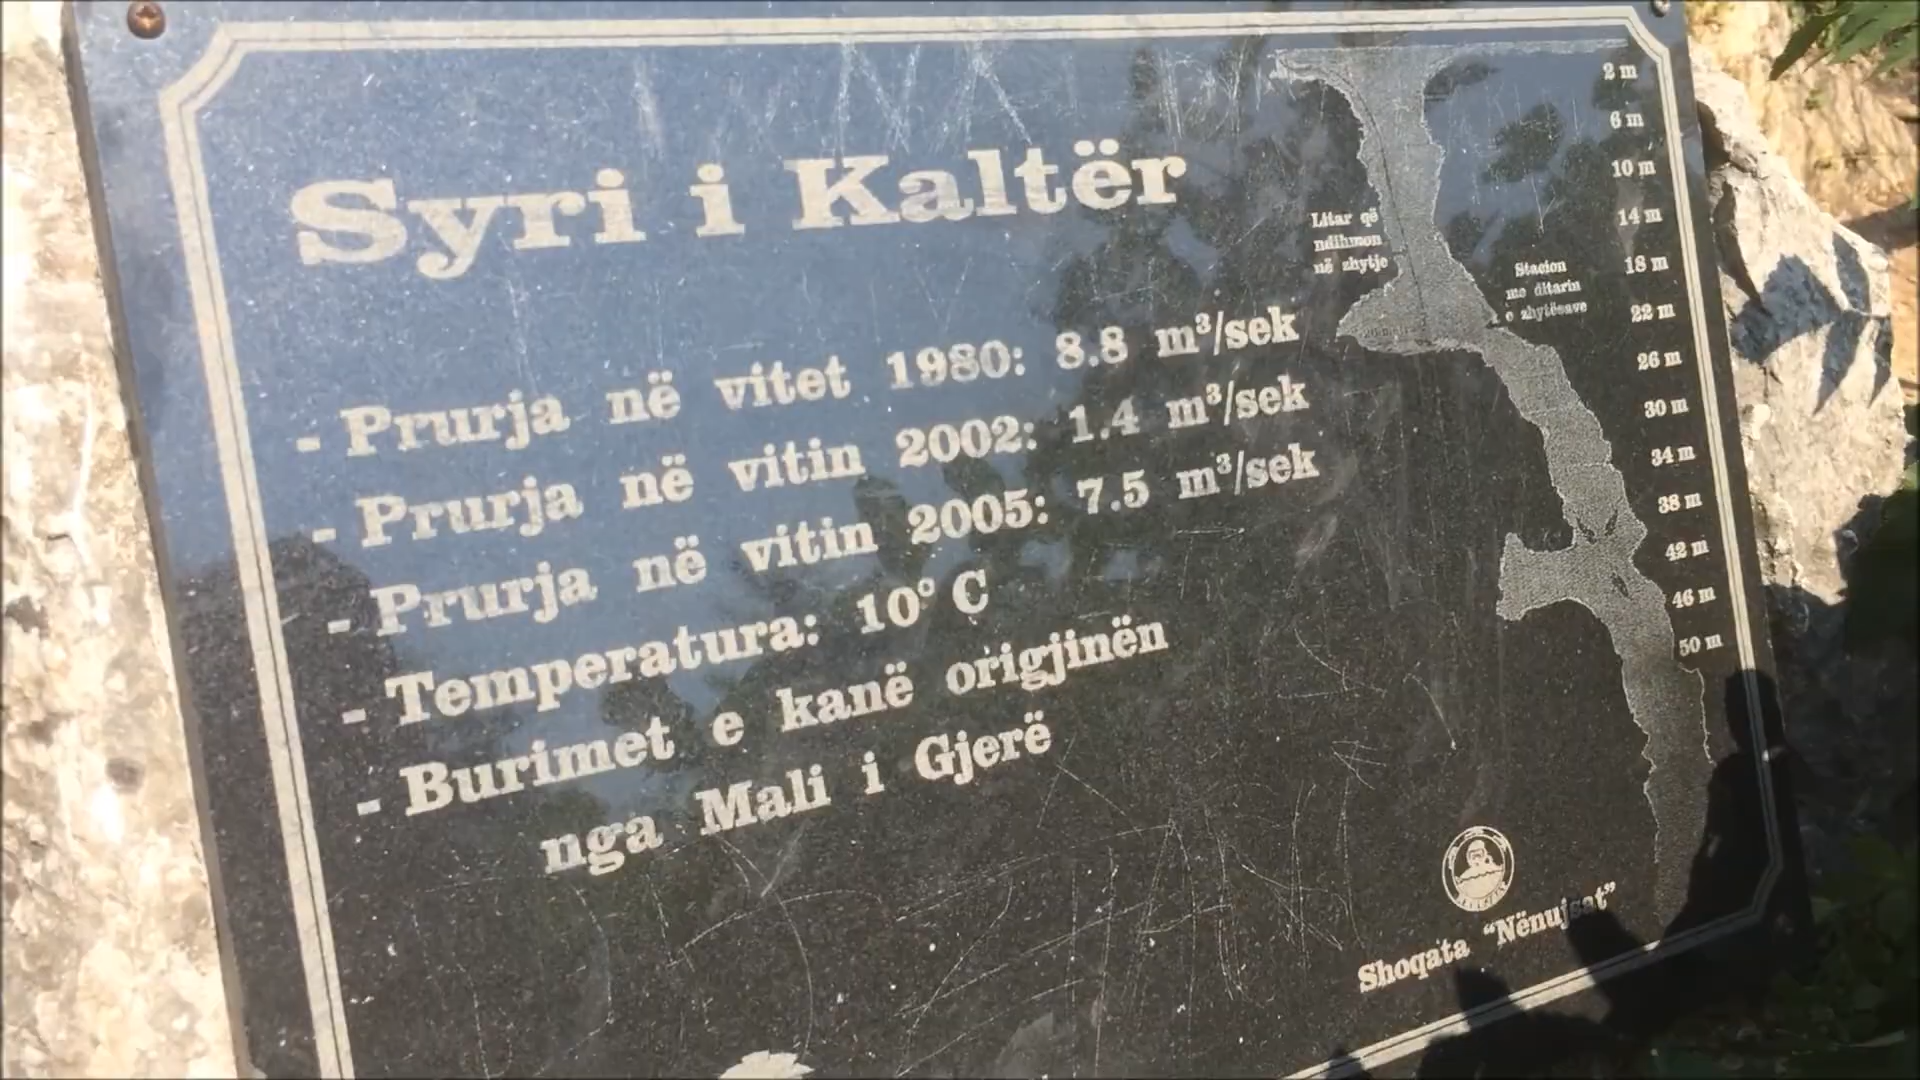 Syri i Kaltër
- Prurja në vitet 1980: 8.8 m³/sek
- Prurja në vitin 2002: 1.4 m³/sek
- Prurja në vitin 2005: 7.5 m³/sek
- Temperatura: 10° C
- Burimet e kanë origjinën
nga Mali i Gjerë
Litar që
ndihmon
në zhytje
Stacion
me ditarin
e zhytësave
2 m
6 m
10 m
14 m
18 m
22 m
26 m
30 m
34 m
38 m
42 m
46 m
50 m
Shoqata “Nënujsat”